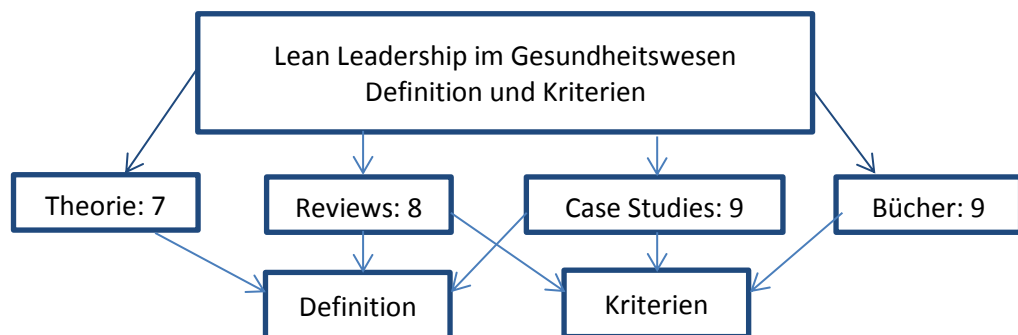 Lean Leadership im Gesundheitswesen
Definition und Kriterien
Theorie: 7
Reviews: 8
Case Studies: 9
Bücher: 9
Definition
Kriterien